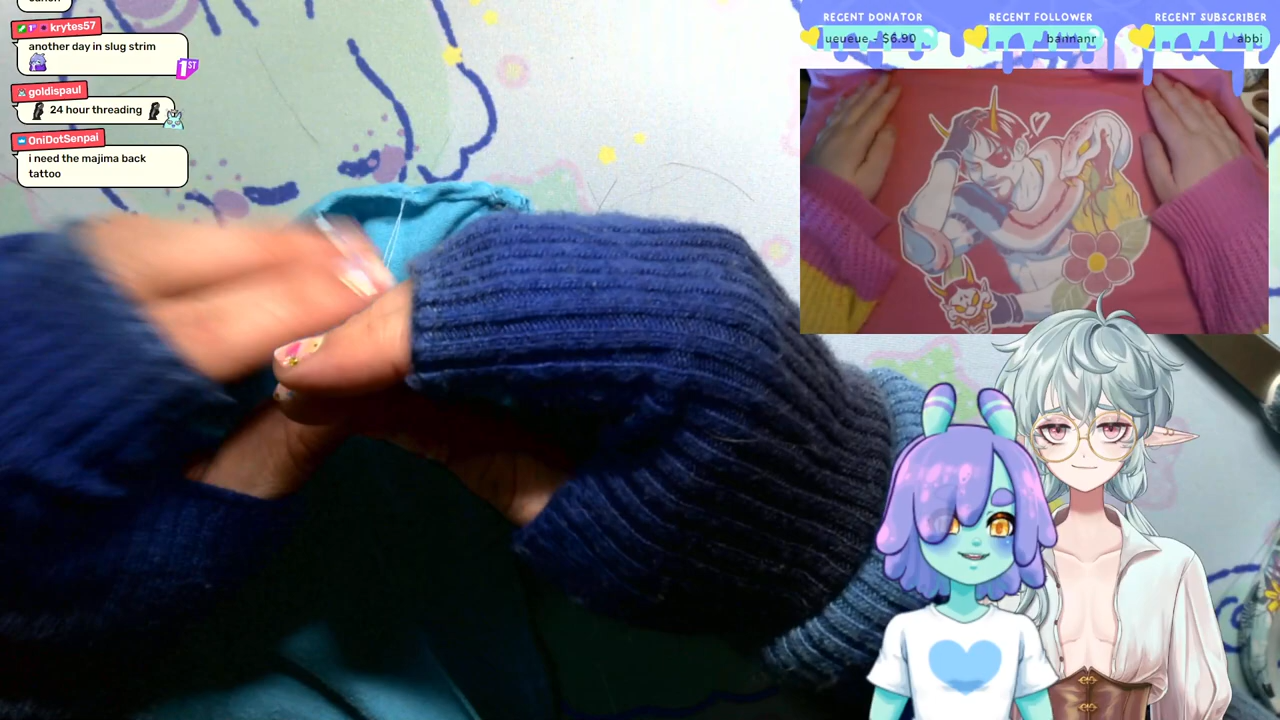 krytes57
another day in slug strim
1ST
goldispaul
24 hour threading
OniDotSenpai
i need the majima back
tattoo
RECENT DONATOR
RECENT FOLLOWER
RECENT SUBSCRIBER
ueueue - $6.90
bannanr
abbi